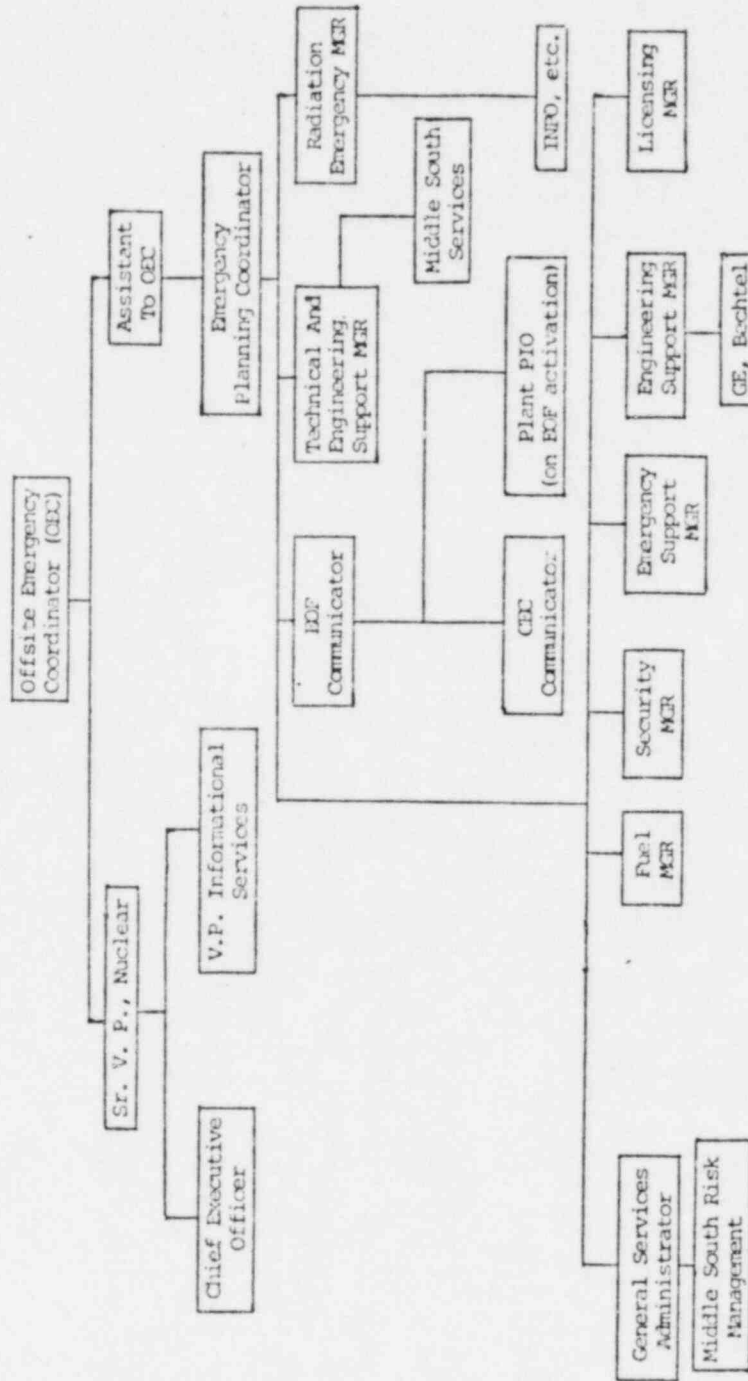 Offsite Emergency
Coordinator (OEC)
Sr. V. P., Nuclear
Assistant
To OEC
Chief Executive
Officer
V.P. Informational
Services
Emergency
Planning Coordinator
EOF
Communicator
Technical And
Engineering
Support MGR
Radiation
Emergency MGR
Middle South
Services
CEC
Communicator
Plant PIO
(on EOF activation)
INPO, etc.
General Services
Administrator
Fuel
MGR
Security
MGR
Emergency
Support
MGR
Engineering
Support MGR
Licensing
MGR
Middle South Risk
Management
GE, Bechtel